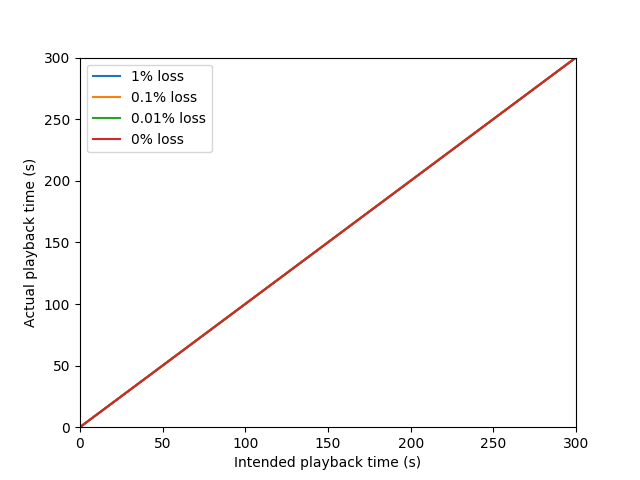 300
250
200
150
100
50
0
Actual playback time (s)
1% loss
0.1% loss
0.01% loss
0% loss
0 50 100 150 200 250 300
Intended playback time (s)